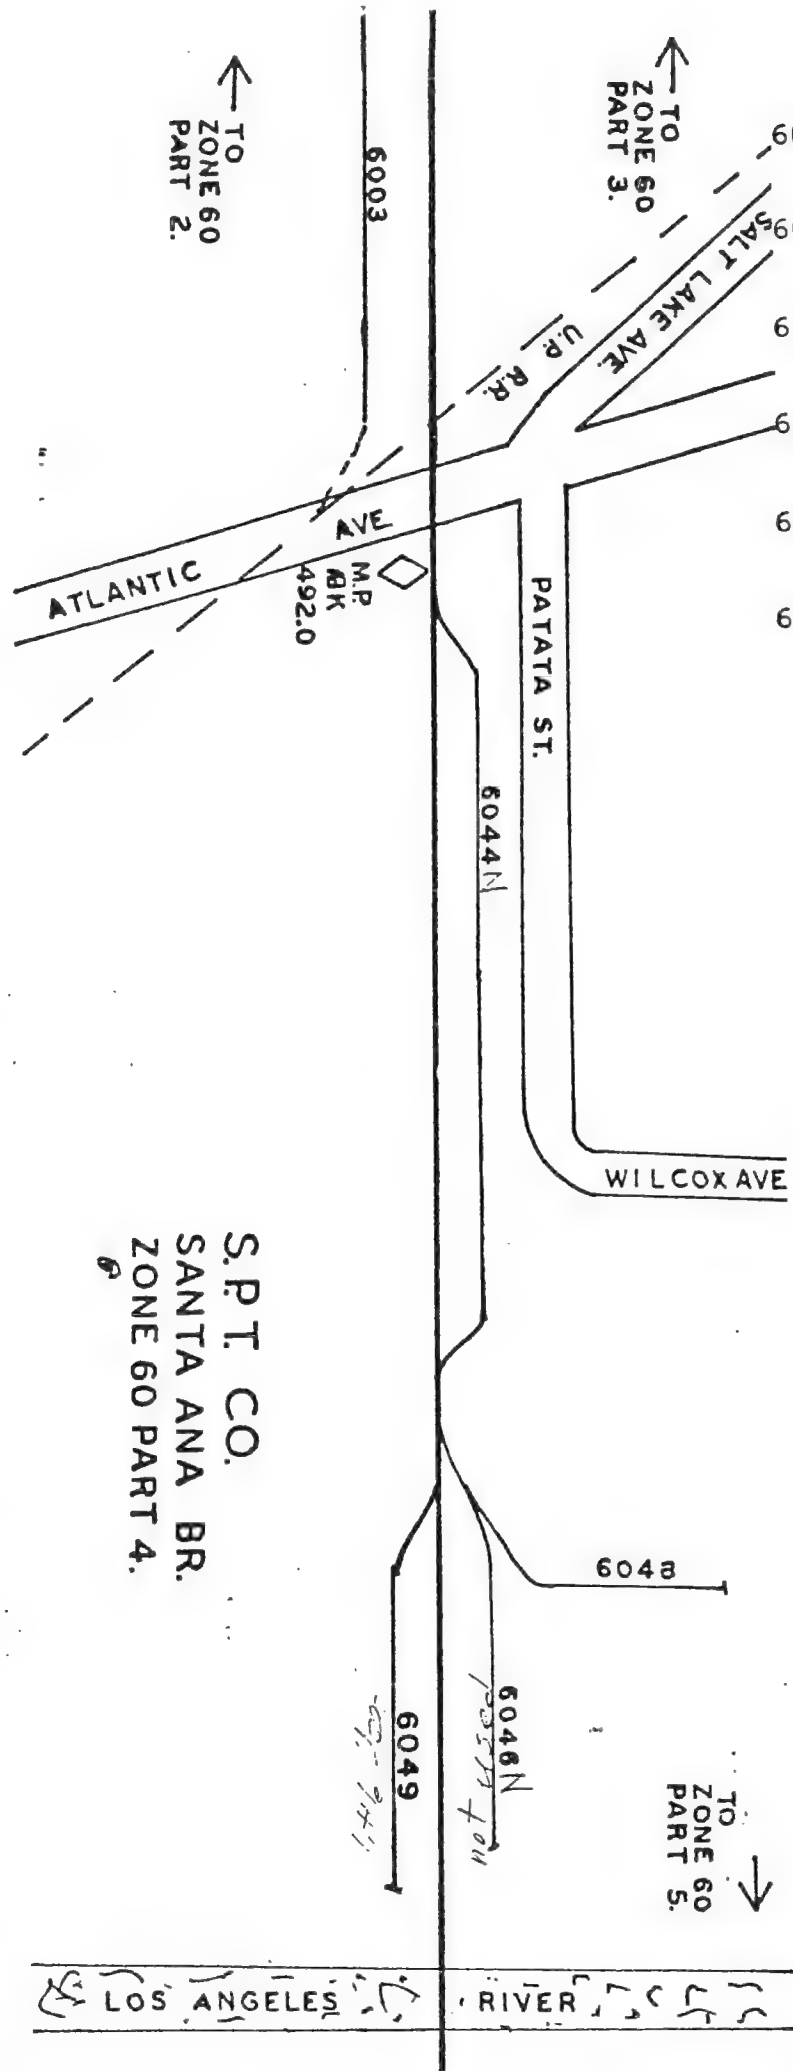 TO
ZONE 60
PART 2.
TO
ZONE 60
PART 3.
6003
SALT LAKE AVE.
U.P. R.R.
ATLANTIC AVE
M.P.
BK
492.0
PATATA ST.
6044N
WILCOX AVE
S.P.T. CO.
SANTA ANA BR.
ZONE 60 PART 4.
6048
6046N
not used
6049
TO
ZONE 60
PART 5.
LOS ANGELES RIVER